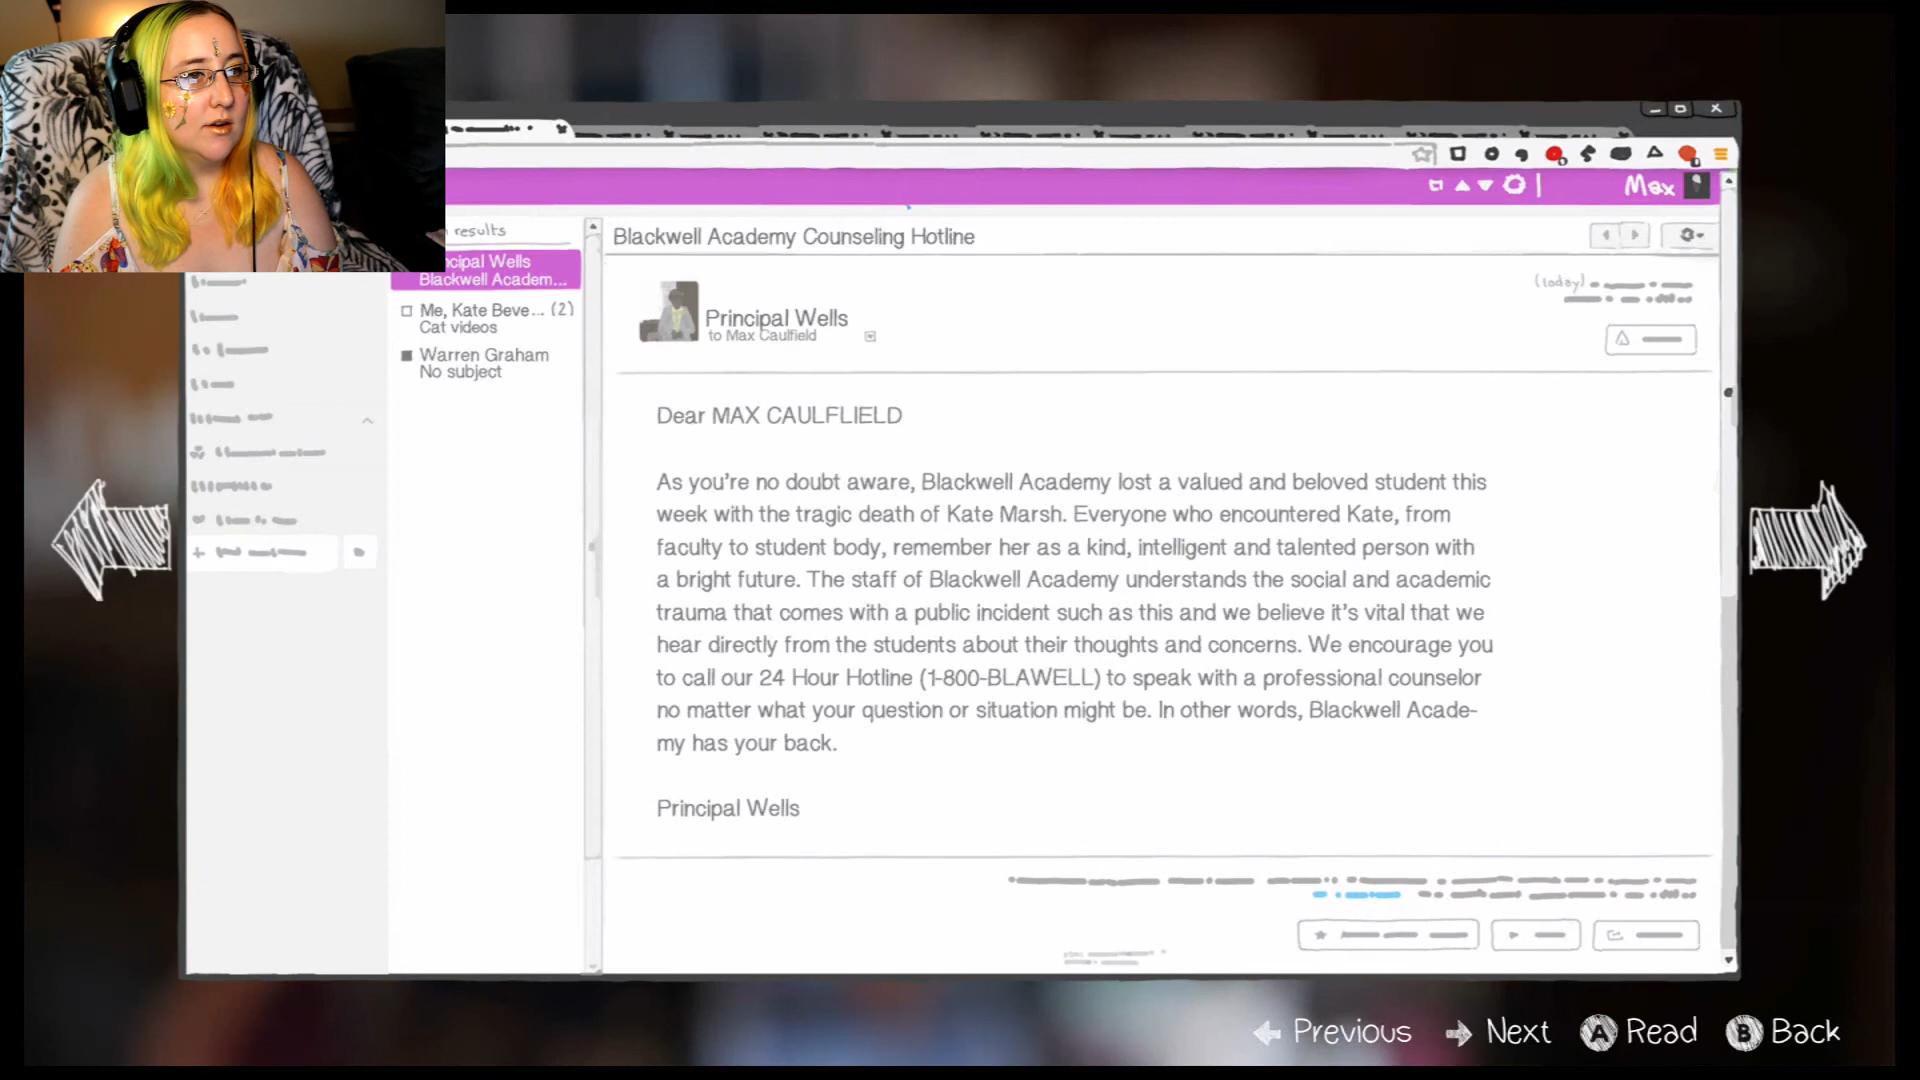 Max
results
Blackwell Academy Counseling Hotline
ncipal Wells
Blackwell Academ...
(today)
Me, Kate Beve... (2)
Cat videos
Principal Wells
to Max Caulfield
Warren Graham
No subject
Dear MAX CAULFLIELD
As you're no doubt aware, Blackwell Academy lost a valued and beloved student this
week with the tragic death of Kate Marsh. Everyone who encountered Kate, from
faculty to student body, remember her as a kind, intelligent and talented person with
a bright future. The staff of Blackwell Academy understands the social and academic
trauma that comes with a public incident such as this and we believe it's vital that we
hear directly from the students about their thoughts and concerns. We encourage you
to call our 24 Hour Hotline (1-800-BLAWELL) to speak with a professional counselor
no matter what your question or situation might be. In other words, Blackwell Acade-
my has your back.
Principal Wells
Previous
Next
A Read
B Back